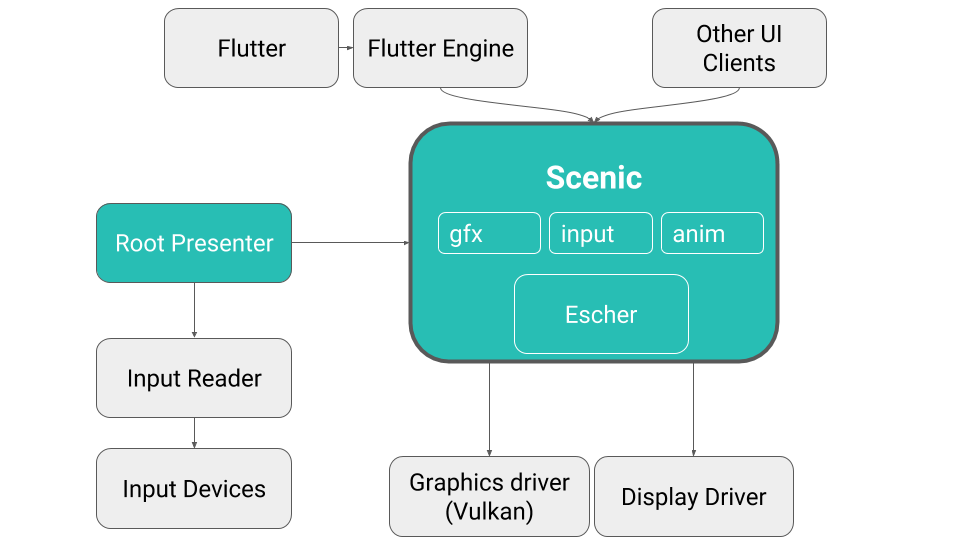 Flutter
Flutter Engine
Other UI
Clients
Scenic
gfx
input
anim
Root Presenter
Escher
Input Reader
Input Devices
Graphics driver
(Vulkan)
Display Driver